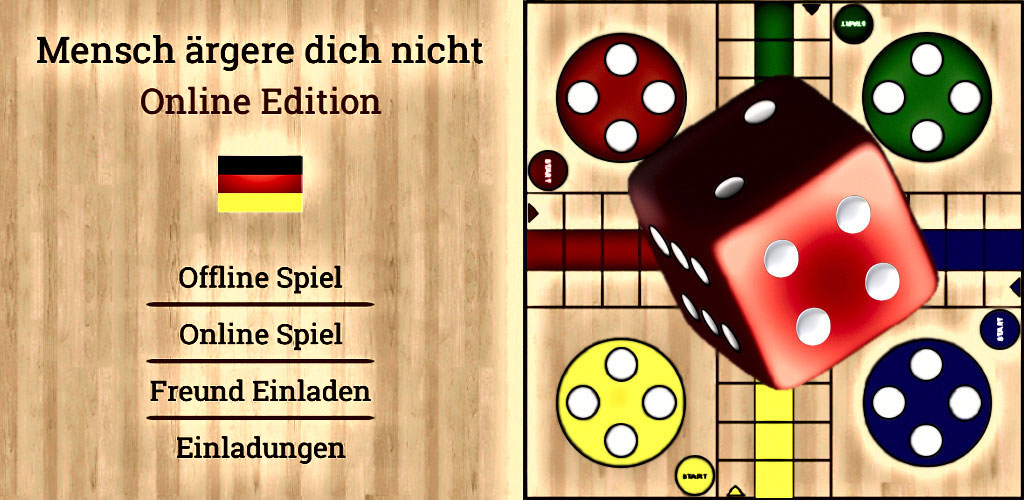 Mensch ärgere dich nicht
Online Edition
Offline Spiel
Online Spiel
Freund Einladen
Einladungen
START
START
START
START